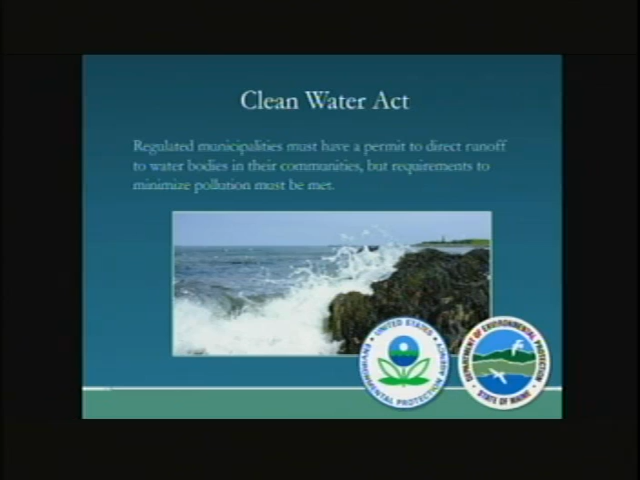 Clean Water Act
Regulated municipalities must have a permit to direct runoff
to water bodies in their communities, but requirements to
minimize pollution must be met.
UNITED STATES
ENVIRONMENTAL PROTECTION AGENCY
DEPARTMENT OF ENVIRONMENTAL PROTECTION
STATE OF MAINE